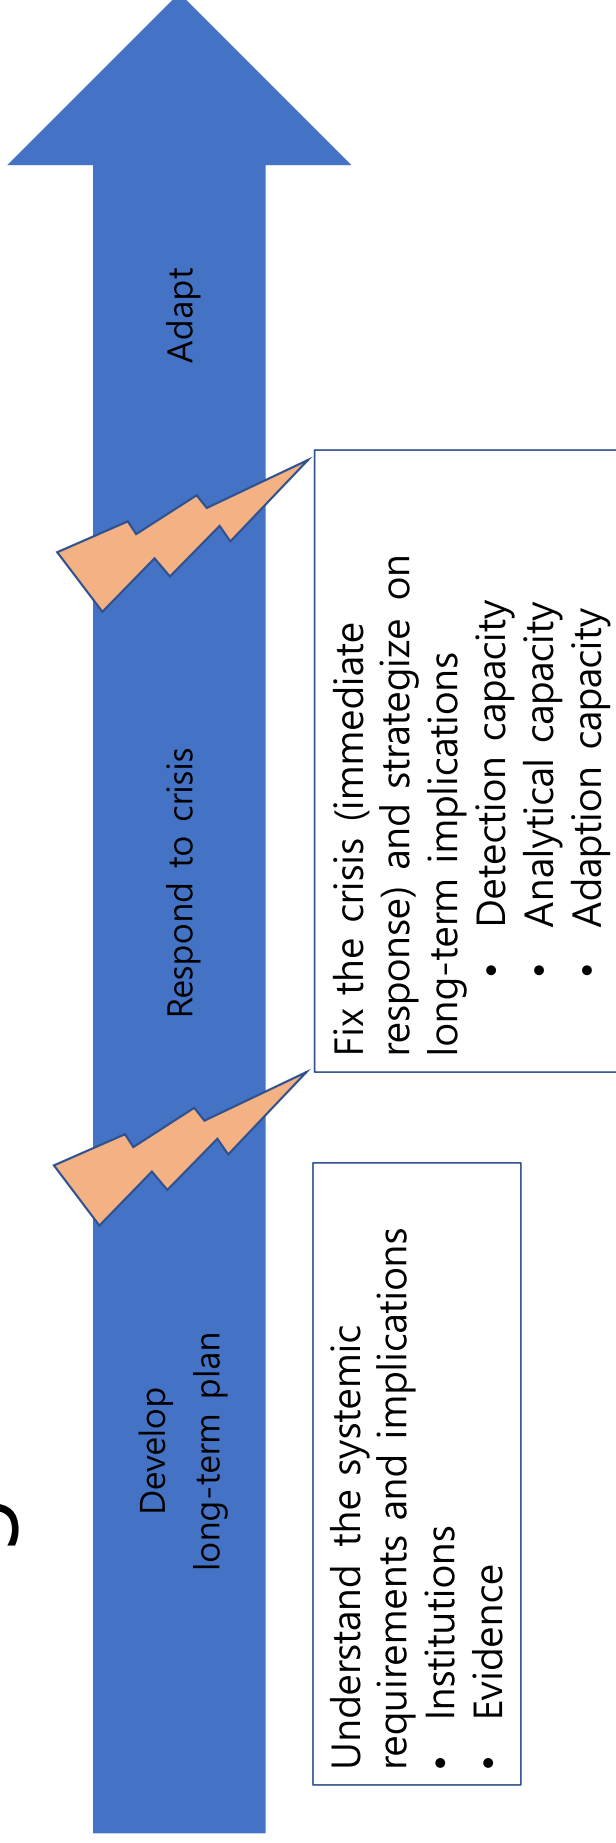 Develop
long-term plan
Respond to crisis
Adapt
Understand the systemic
requirements and implications
• Institutions
• Evidence
Fix the crisis (immediate
response) and strategize on
long-term implications
• Detection capacity
• Analytical capacity
• Adaption capacity